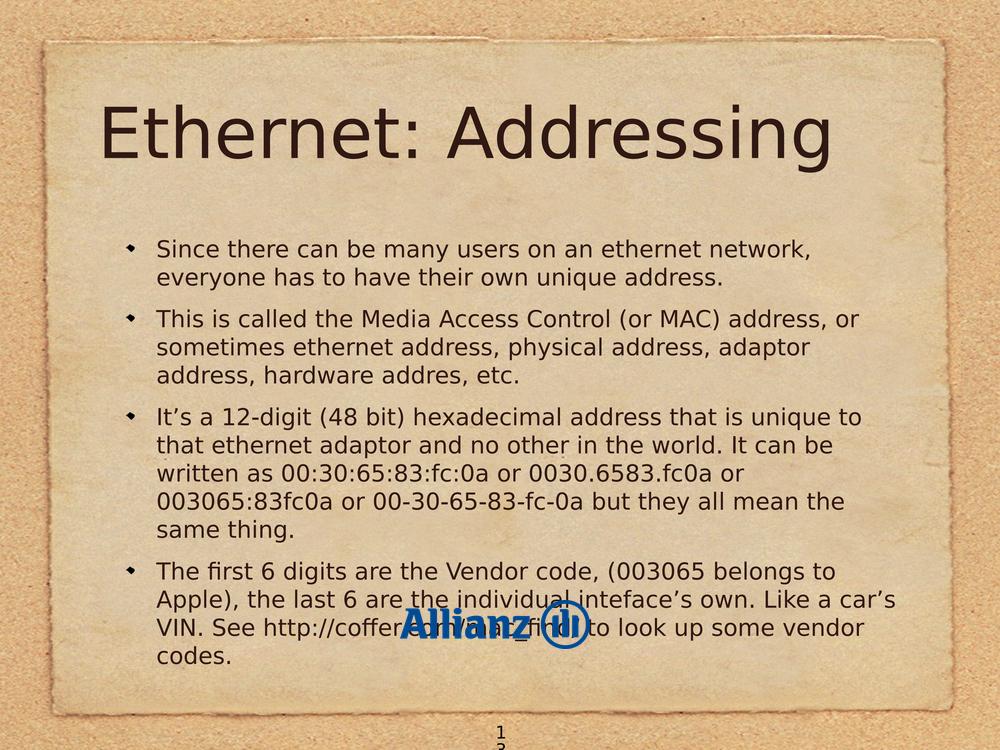 Ethernet: Addressing
Since there can be many users on an ethernet network,
everyone has to have their own unique address.
This is called the Media Access Control (or MAC) address, or
sometimes ethernet address, physical address, adaptor
address, hardware addres, etc.
It’s a 12-digit (48 bit) hexadecimal address that is unique to
that ethernet adaptor and no other in the world. It can be
written as 00:30:65:83:fc:0a or 0030.6583.fc0a or
003065:83fc0a or 00-30-65-83-fc-0a but they all mean the
same thing.
The first 6 digits are the Vendor code, (003065 belongs to
Apple), the last 6 are the individual inteface’s own. Like a car’s
VIN. See http://coffer.com/mac_find/ to look up some vendor
codes.
Allianz
1
3